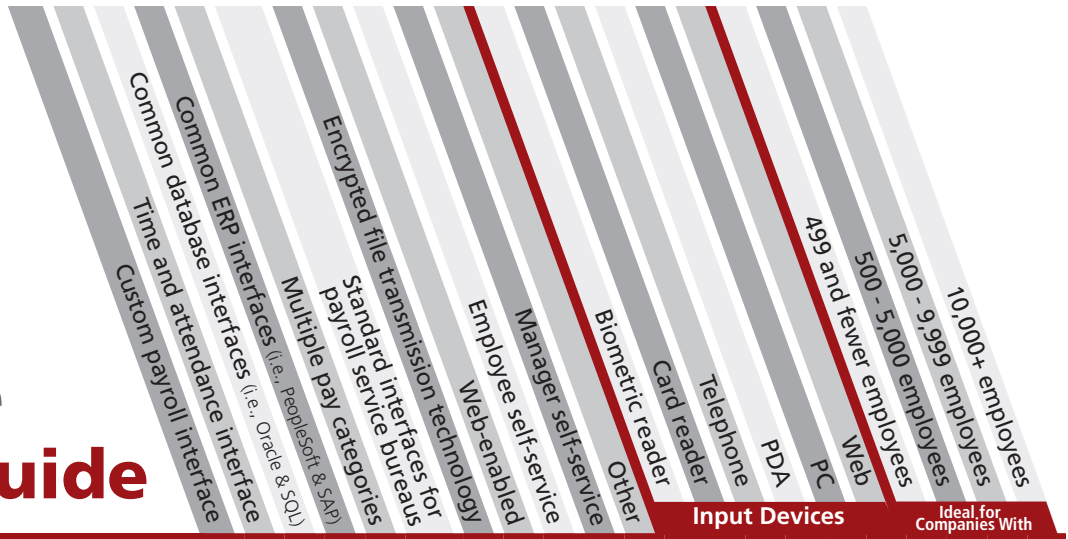 Custom payroll interface
Time and attendance interface
Common database interfaces (i.e., Oracle & SQL)
Common ERP interfaces (i.e., PeopleSoft & SAP)
Multiple pay categories
Standard interfaces for
payroll service bureaus
Encrypted file transmission technology
Web-enabled
Employee self-service
Manager self-service
Other
Biometric reader
Card reader
Telephone
PDA
PC
Web
499 and fewer employees
500 - 5,000 employees
5,000 - 9,999 employees
10,000+ employees
uide
Input Devices
Ideal for
Companies With